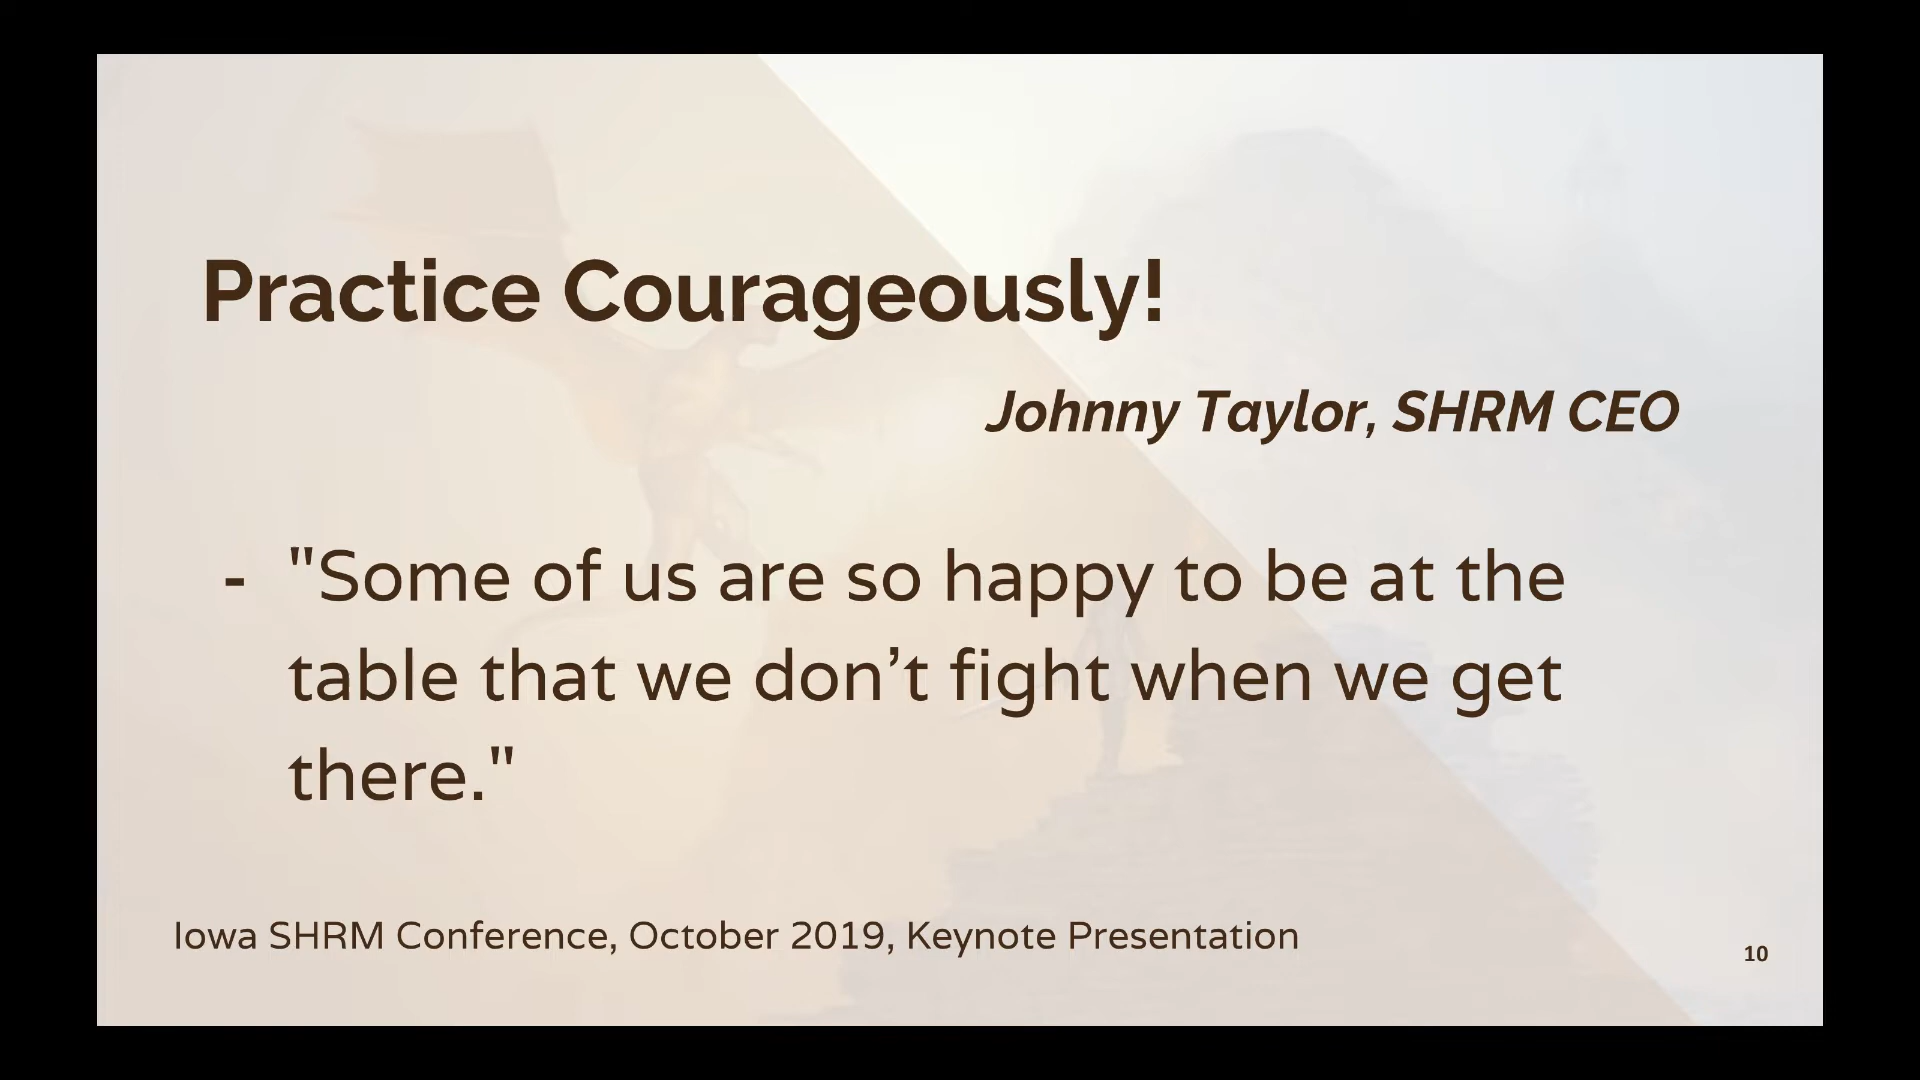 Practice Courageously!
Johnny Taylor, SHRM CEO
- "Some of us are so happy to be at the
table that we don’t fight when we get
there."
Iowa SHRM Conference, October 2019, Keynote Presentation
10